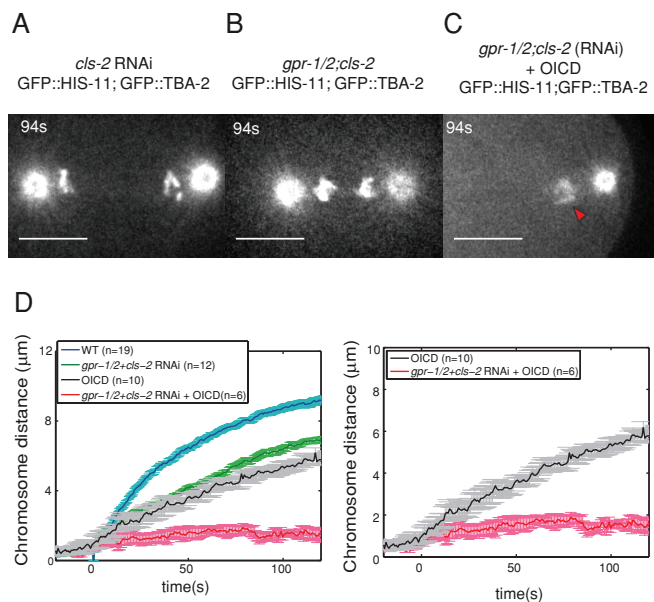 A
cls-2 RNAi
GFP::HIS-11; GFP::TBA-2
94s
B
gpr-1/2;cls-2
GFP::HIS-11; GFP::TBA-2
94s
C
gpr-1/2;cls-2 (RNAi)
+ OICD
GFP::HIS-11;GFP::TBA-2
94s
D
Chromosome distance (μm)
12
8
4
0
0
50
100
time(s)
WT (n=19)
gpr-1/2+cls-2 RNAi (n=12)
OICD (n=10)
gpr-1/2+cls-2 RNAi + OICD(n=6)
Chromosome distance (μm)
10
8
6
4
2
0
0
50
100
time(s)
OICD (n=10)
gpr-1/2+cls-2 RNAi + OICD(n=6)